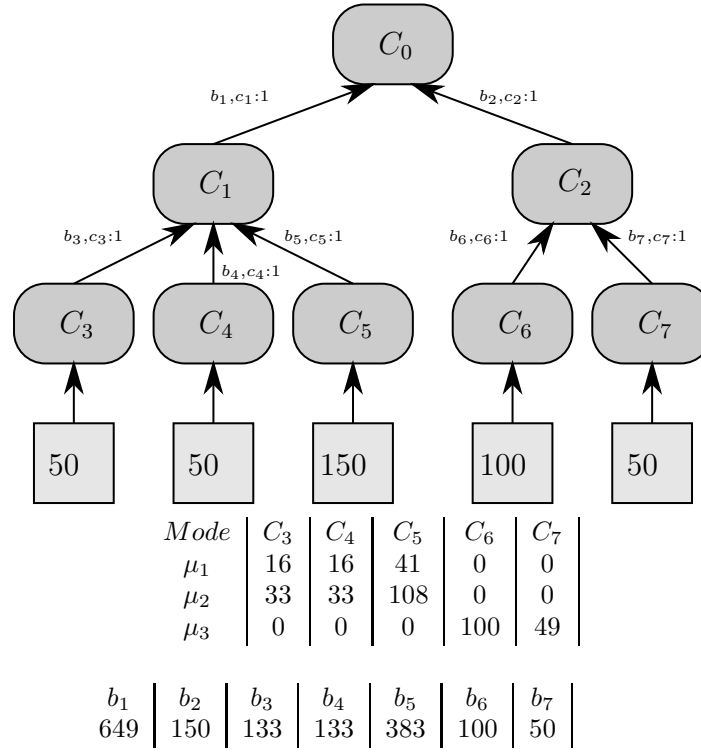 C0
b1,c1:1 b2,c2:1
C1 C2
b3,c3:1 b4,c4:1 b5,c5:1 b6,c6:1 b7,c7:1
C3 C4 C5 C6 C7
50 50 150 100 50
Mode C3 C4 C5 C6 C7
μ1 16 16 41 0 0
μ2 33 33 108 0 0
μ3 0 0 0 100 49
b1 b2 b3 b4 b5 b6 b7
649 150 133 133 383 100 50